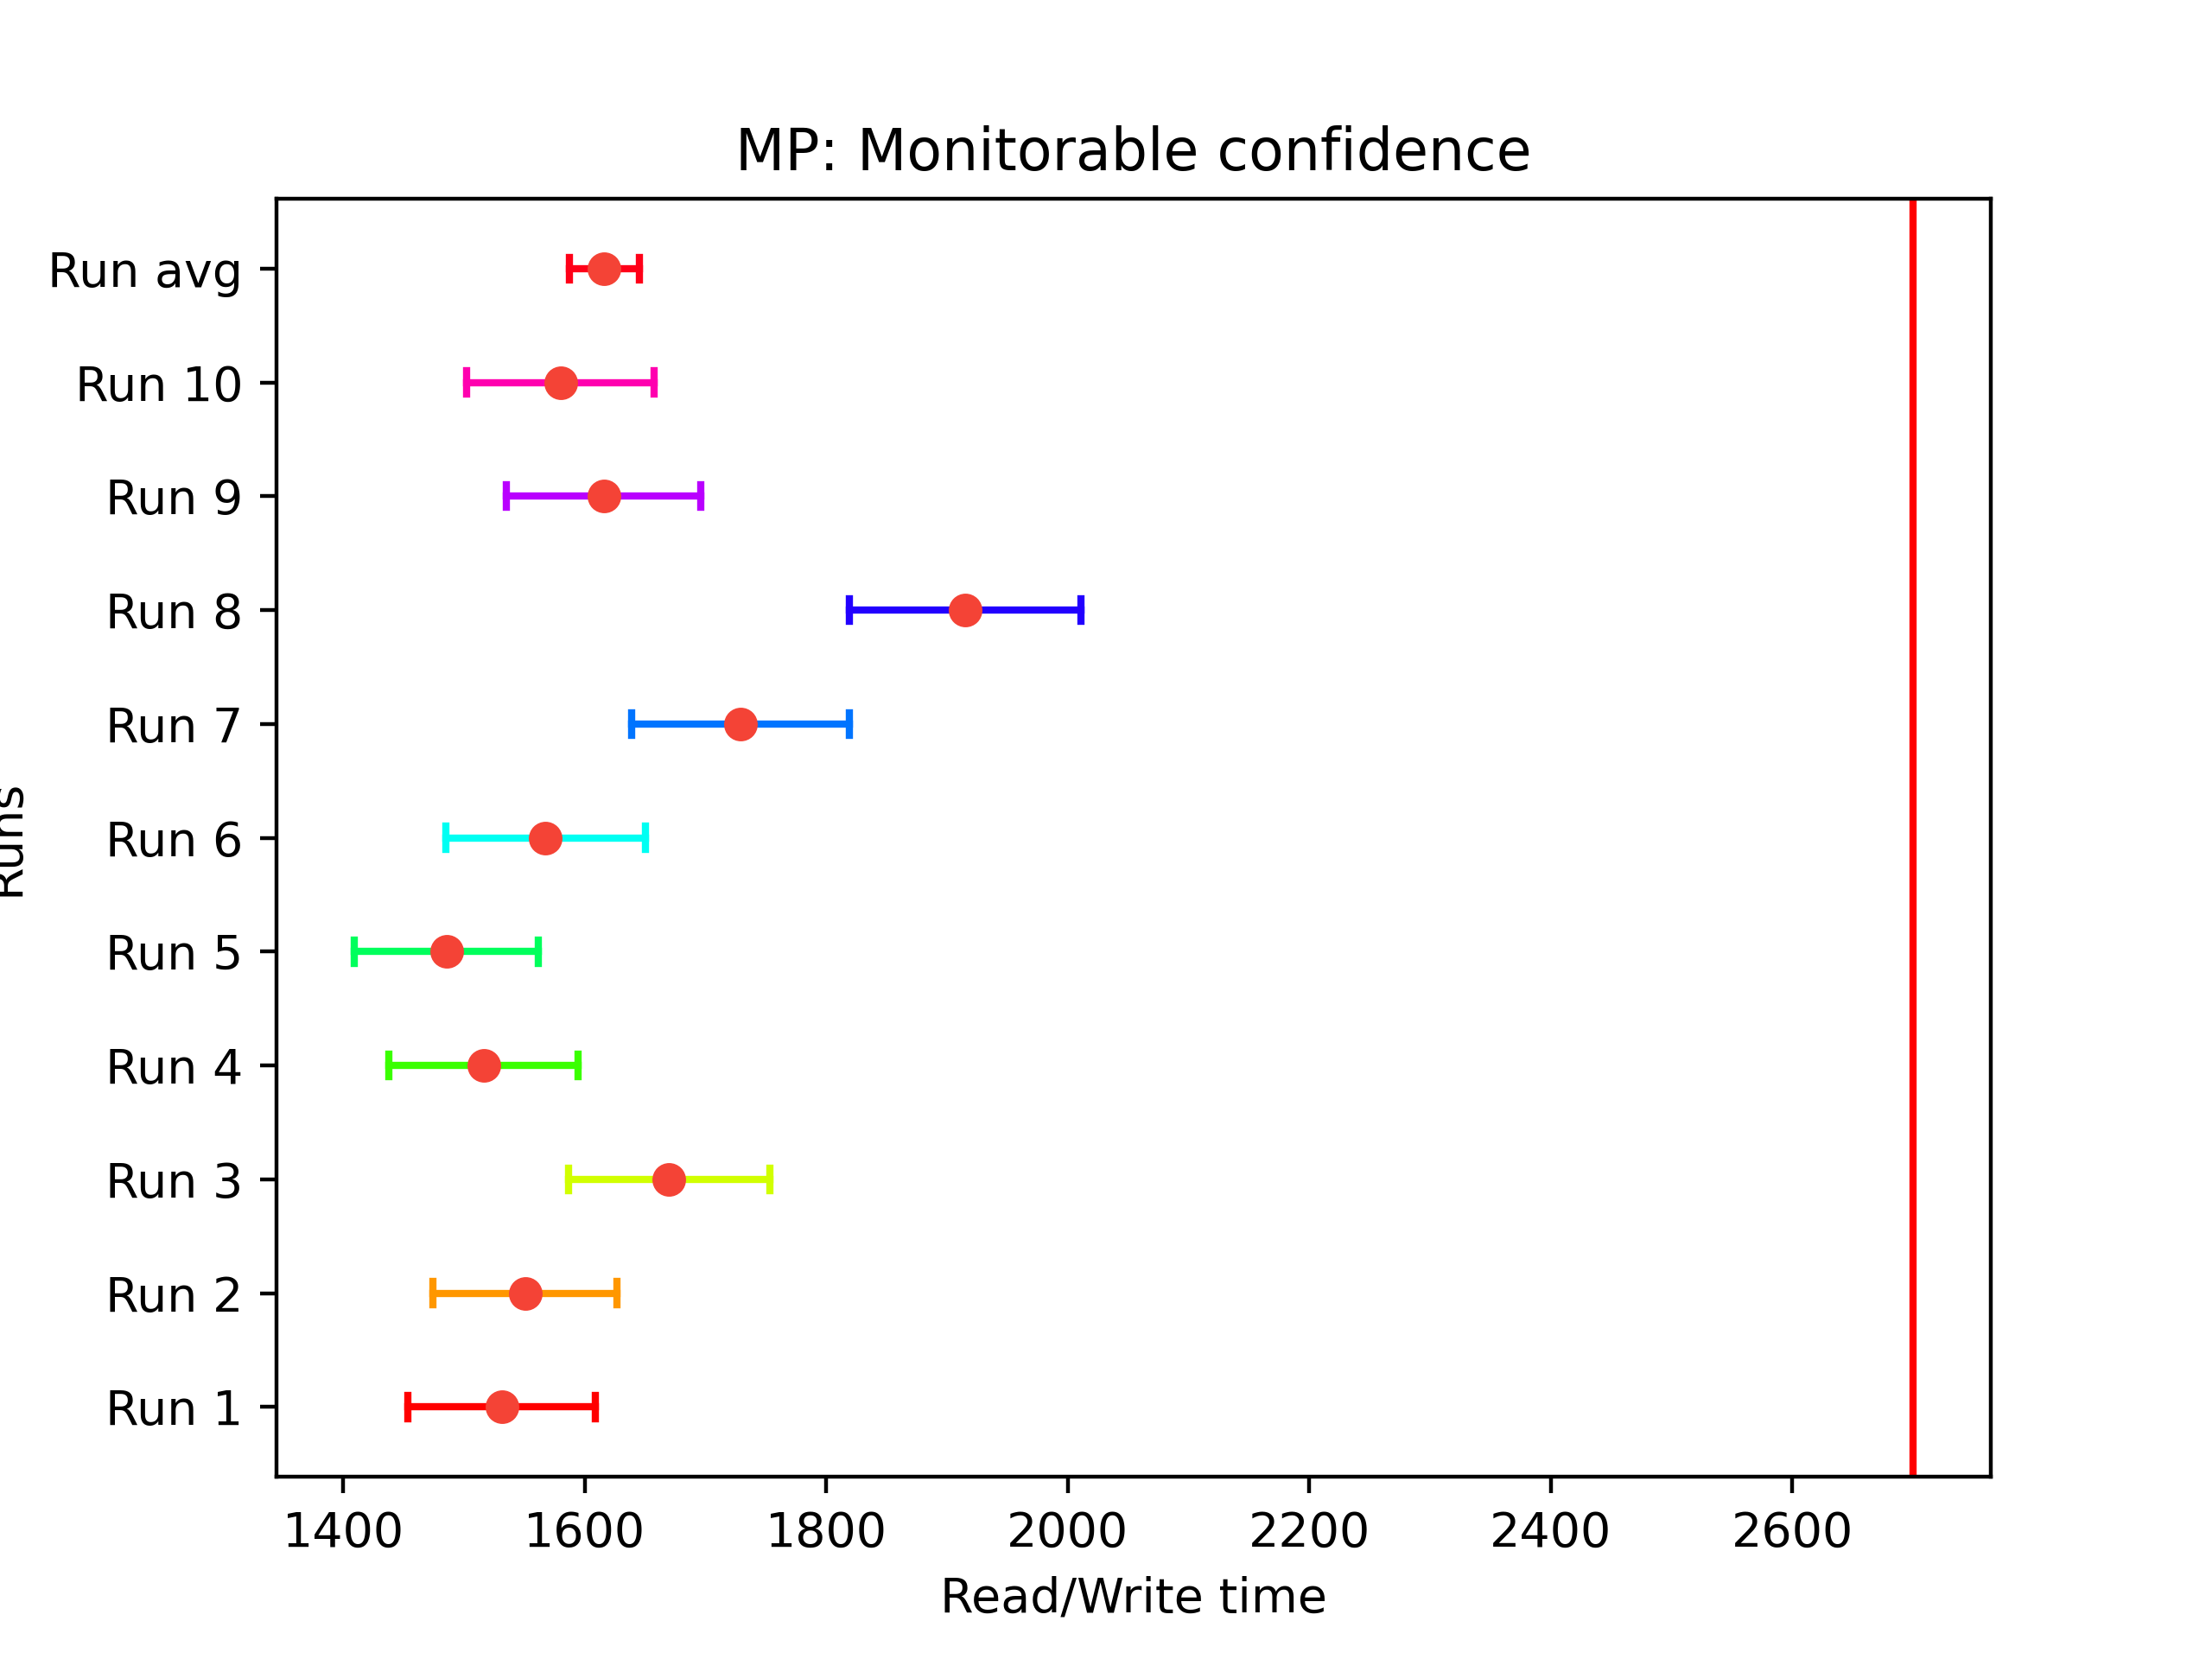 MP: Monitorable confidence
Run avg
Run 10
Run 9
Run 8
Run 7
Run 6
Run 5
Run 4
Run 3
Run 2
Run 1
Runs
1400 1600 1800 2000 2200 2400 2600
Read/Write time